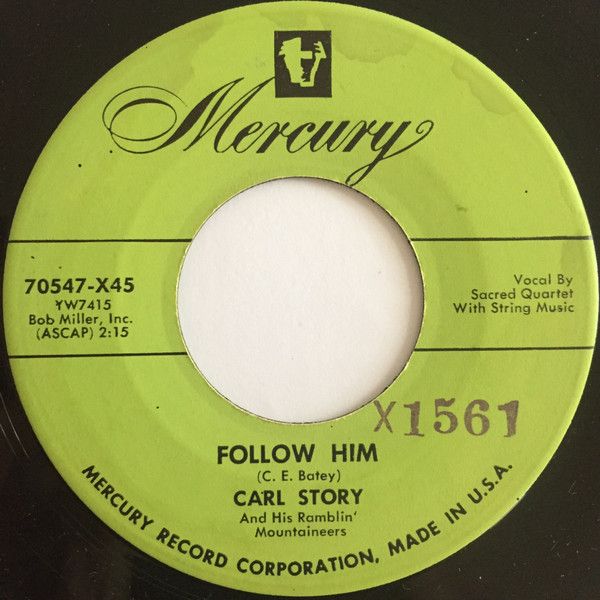 Mercury
70547-X45
YW7415
Bob Miller, Inc.
(ASCAP) 2:15
Vocal By
Sacred Quartet
With String Music
X1561
FOLLOW HIM
(C. E. Batey)
CARL STORY
And His Ramblin'
Mountaineers
MERCURY RECORD CORPORATION, MADE IN U.S.A.